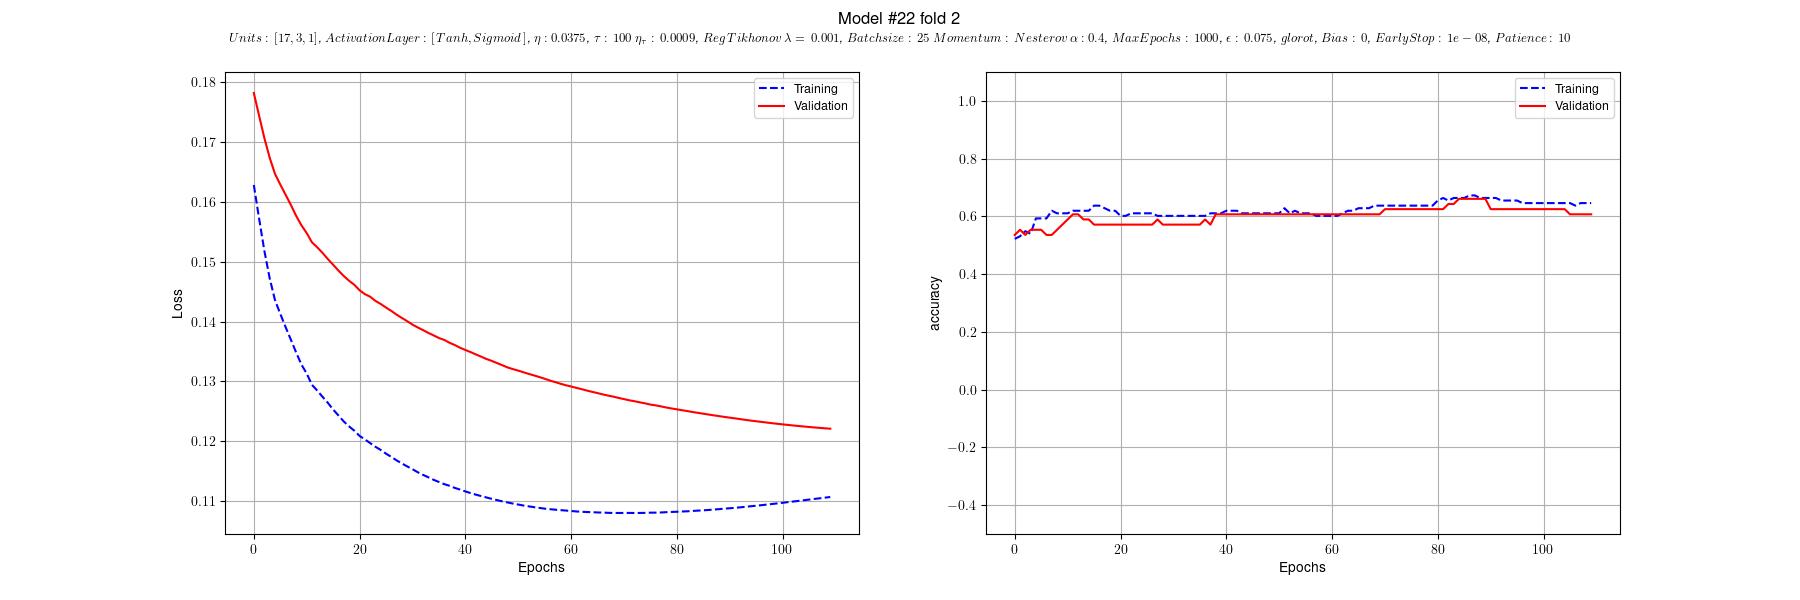 Model #22 fold 2
Units : [17, 3, 1], ActivationLayer : [Tanh, Sigmoid], η : 0.0375, τ : 100 η_τ : 0.0009, RegTikhonov λ = 0.001, Batchsize : 25 Momentum : Nesterov α : 0.4, MaxEpochs : 1000, ϵ : 0.075, glorot, Bias : 0, EarlyStop : 1e − 08, Patience : 10
Training
Validation
0.18
0.17
0.16
0.15
0.14
0.13
0.12
0.11
Loss
0 20 40 60 80 100
Epochs
Training
Validation
1.0
0.8
0.6
0.4
0.2
0.0
−0.2
−0.4
accuracy
0 20 40 60 80 100
Epochs